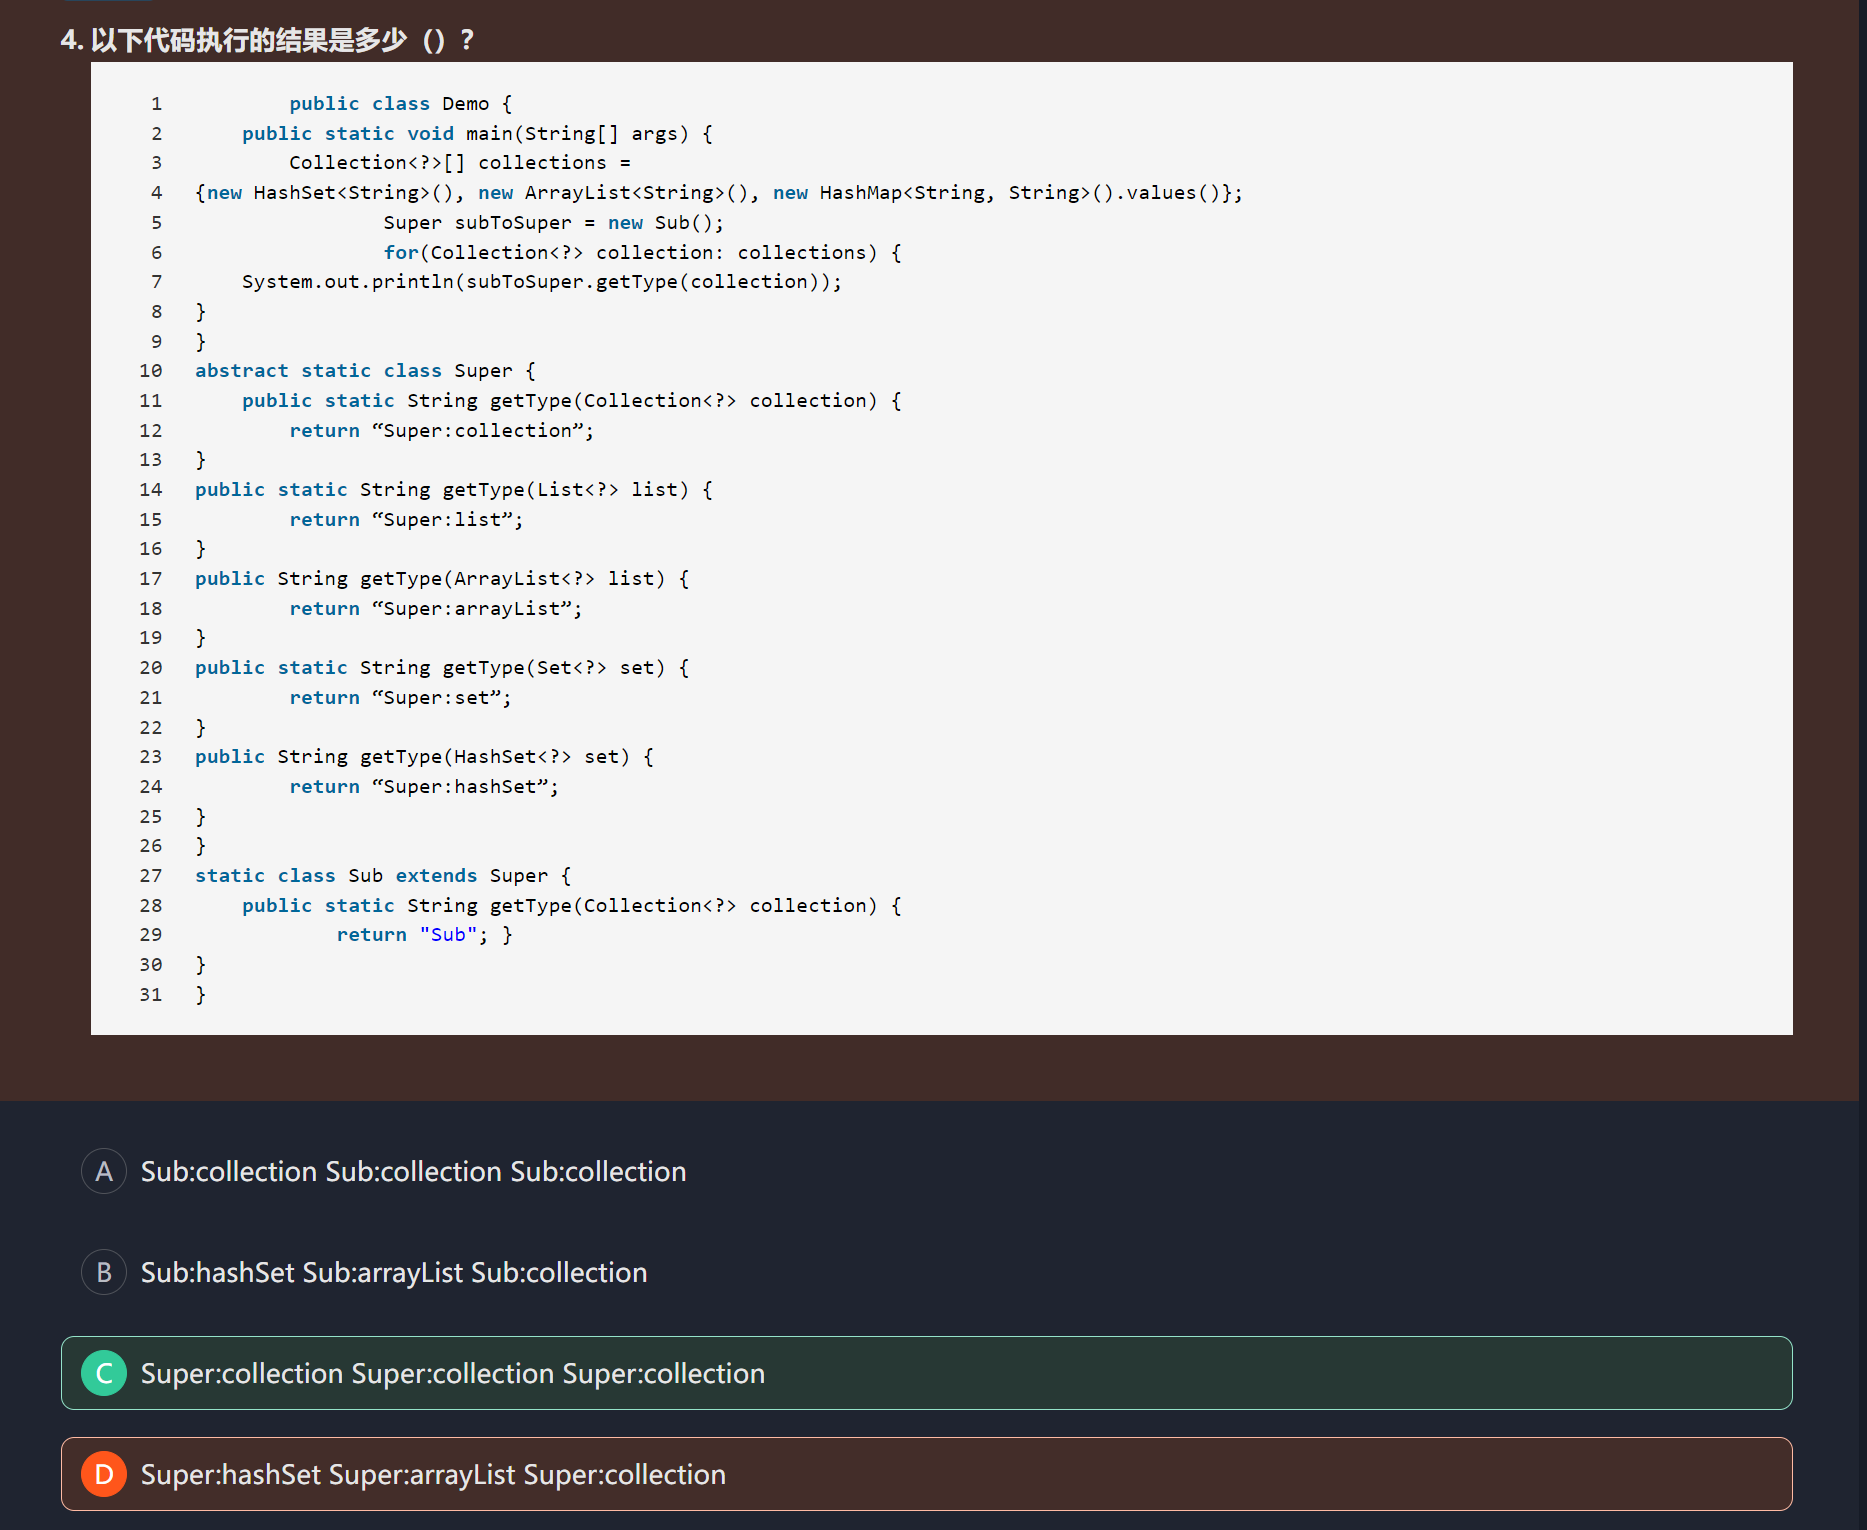 4. 以下代码执行的结果是多少（）?
1 public class Demo {
2 public static void main(String[] args) {
3 Collection<?>[] collections =
4 {new HashSet<String>(), new ArrayList<String>(), new HashMap<String, String>().values()};
5 Super subToSuper = new Sub();
6 for(Collection<?> collection: collections) {
7 System.out.println(subToSuper.getType(collection));
8 }
9 }
10 abstract static class Super {
11 public static String getType(Collection<?> collection) {
12 return “Super:collection”;
13 }
14 public static String getType(List<?> list) {
15 return “Super:list”;
16 }
17 public String getType(ArrayList<?> list) {
18 return “Super:arrayList”;
19 }
20 public static String getType(Set<?> set) {
21 return “Super:set”;
22 }
23 public String getType(HashSet<?> set) {
24 return “Super:hashSet”;
25 }
26 }
27 static class Sub extends Super {
28 public static String getType(Collection<?> collection) {
29 return "Sub"; }
30 }
31 }
A Sub:collection Sub:collection Sub:collection
B Sub:hashSet Sub:arrayList Sub:collection
C Super:collection Super:collection Super:collection
D Super:hashSet Super:arrayList Super:collection